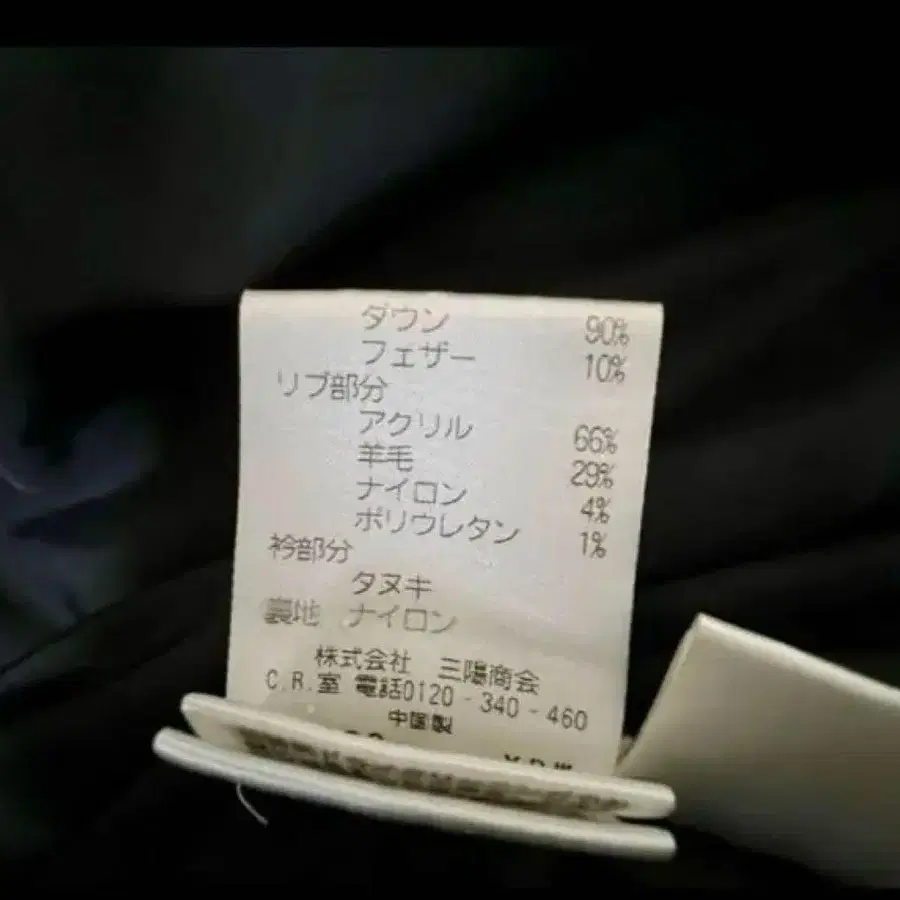 ダウン 90%
フェザー 10%
リブ部分
アクリル 66%
羊毛 29%
ナイロン 4%
ポリウレタン 1%
衿部分
タヌキ
裏地 ナイロン
株式会社 三陽商会
C.R.室 電話0120-340-460
中国製